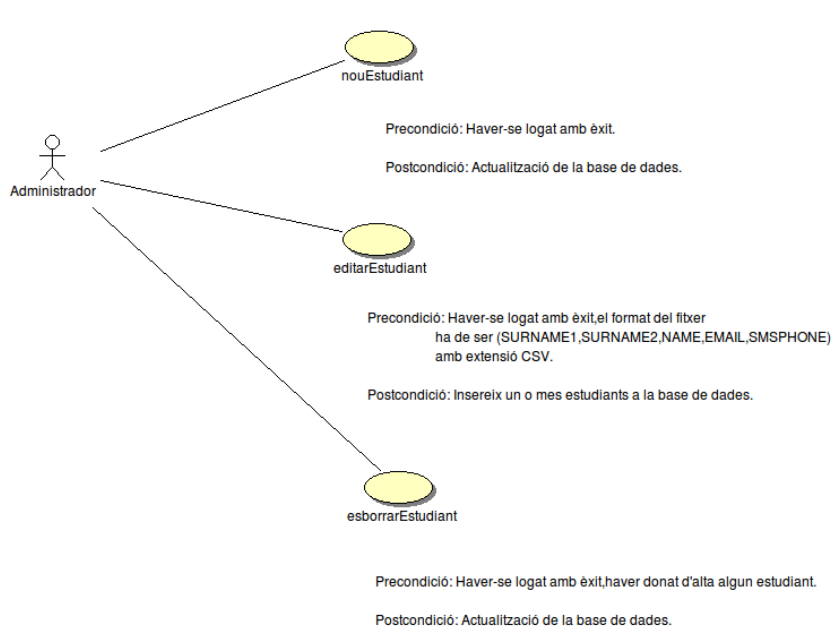 nouEstudiant
Precondició: Haver-se logat amb èxit.
Postcondició: Actualització de la base de dades.
Administrador
editarEstudiant
Precondició: Haver-se logat amb èxit,el format del fitxer
ha de ser (SURNAME1,SURNAME2,NAME,EMAIL,SMSPHONE)
amb extensió CSV.
Postcondició: Insereix un o mes estudiants a la base de dades.
esborrarEstudiant
Precondició: Haver-se logat amb èxit,haver donat d'alta algun estudiant.
Postcondició: Actualització de la base de dades.